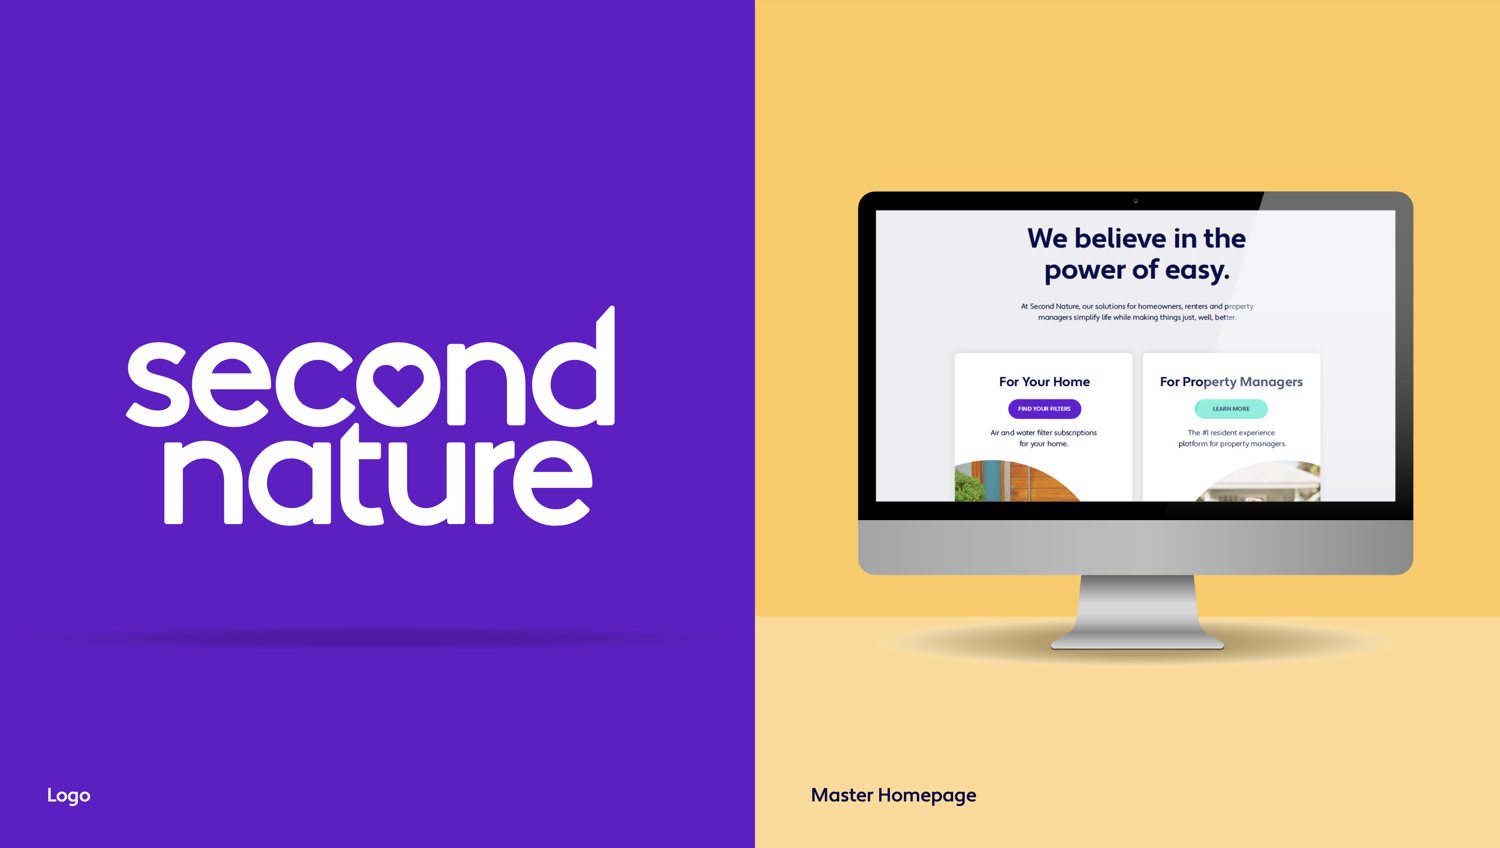 second
nature
Logo
We believe in the
power of easy.
At Second Nature, our solutions for homeowners, renters and property
managers simplify life while making things just, well, better.
For Your Home
FIND YOUR FILTERS
Air and water filter subscriptions
for your home.
For Property Managers
LEARN MORE
The #1 resident experience
platform for property managers.
Master Homepage